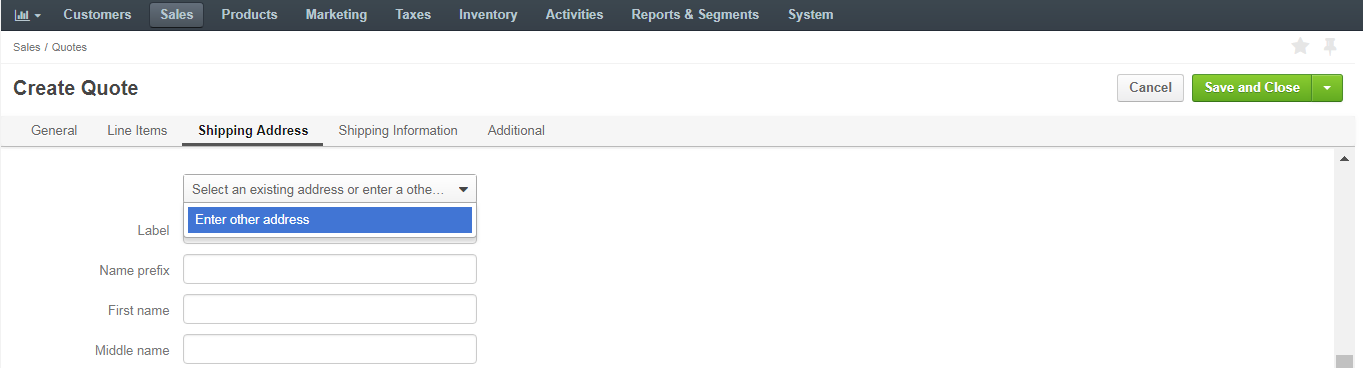 Customers Sales Products Marketing Taxes Inventory Activities Reports & Segments System
Sales / Quotes
Create Quote Cancel Save and Close
General Line Items Shipping Address Shipping Information Additional
Select an existing address or enter a othe...
Enter other address
Label
Name prefix
First name
Middle name